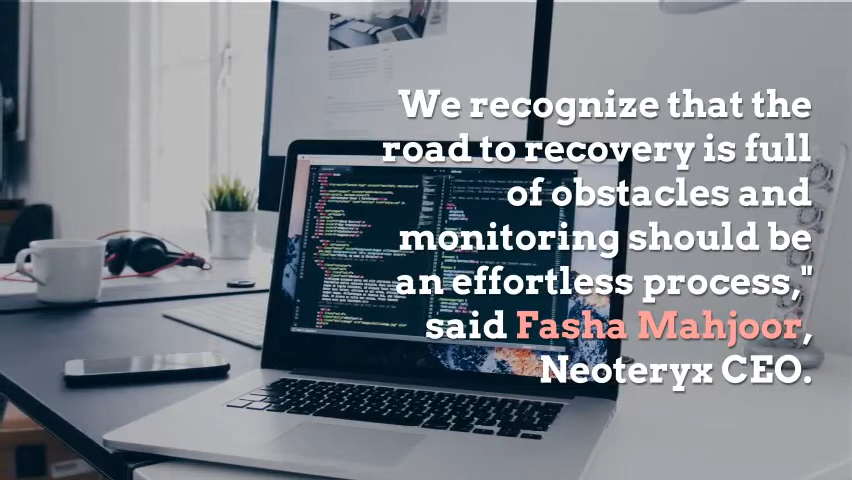 We recognize that the
road to recovery is full
of obstacles and
monitoring should be
an effortless process,"
said Fasha Mahjoor,
Neoteryx CEO.